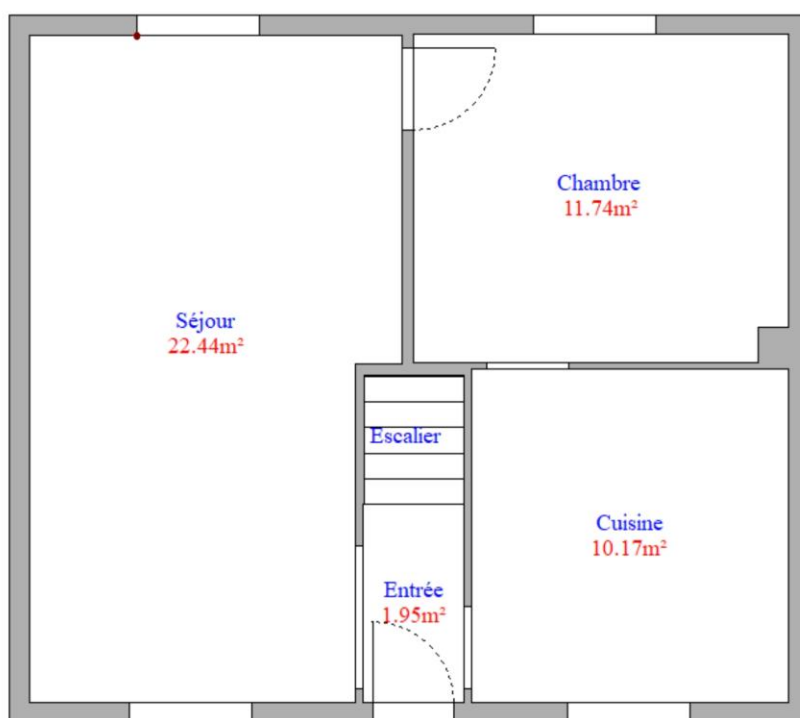 Chambre
11.74m²
Séjour
22.44m²
Escalier
Cuisine
10.17m²
Entrée
1.95m²